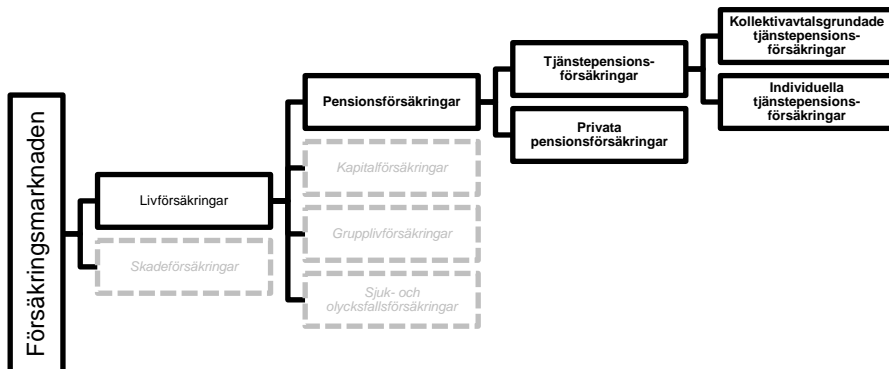 Försäkringsmarknaden
Livförsäkringar
Skadeförsäkringar
Pensionsförsäkringar
Kapitalförsäkringar
Grupplivförsäkringar
Sjuk- och
olycksfallsförsäkringar
Tjänstepensions-
försäkringar
Privata
pensionsförsäkringar
Kollektivavtalsgrundade
tjänstepensions-
försäkringar
Individuella
tjänstepensions-
försäkringar